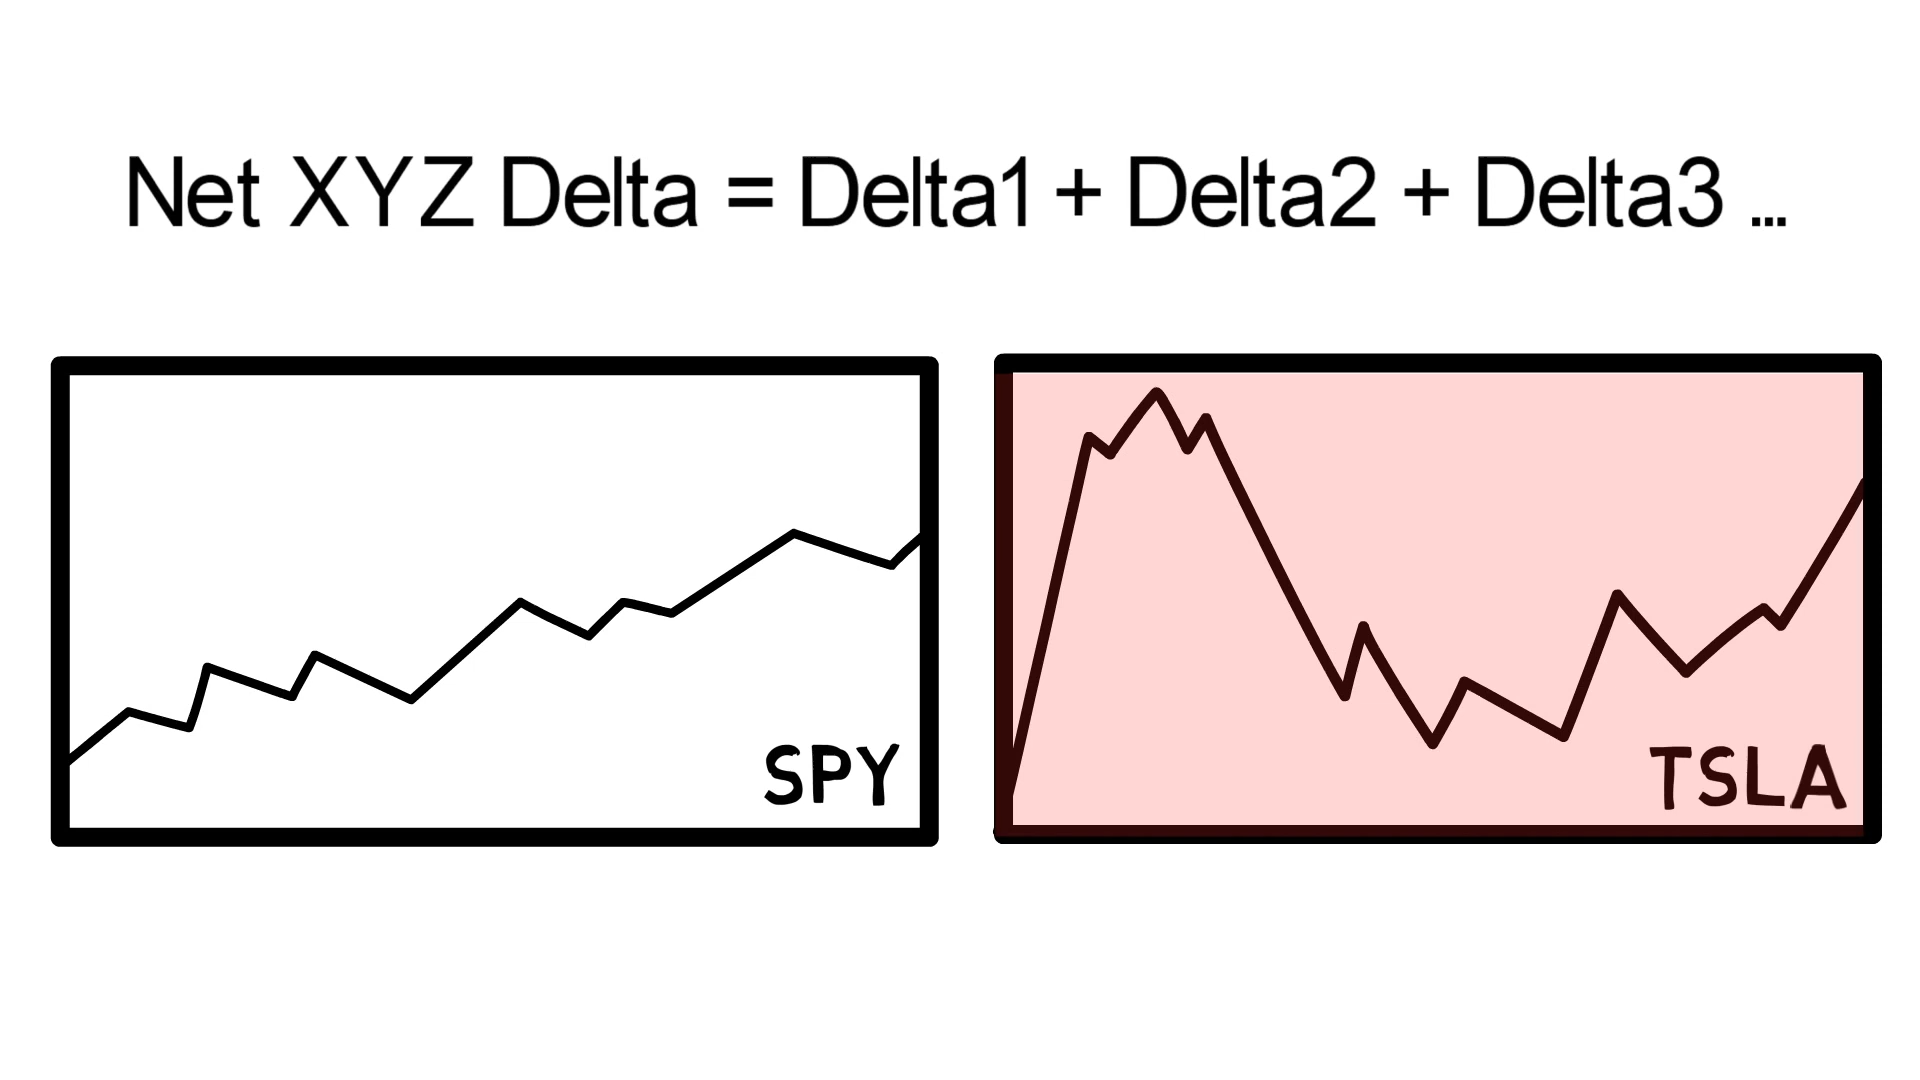 Net XYZ Delta = Delta1 + Delta2 + Delta3 ...
SPY
TSLA